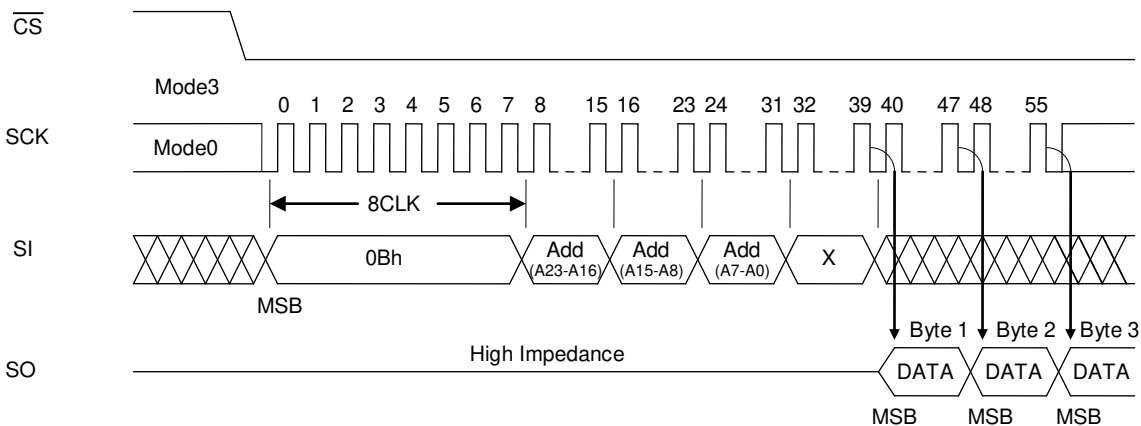 CS
Mode3
0 1 2 3 4 5 6 7 8 15 16 23 24 31 32 39 40 47 48 55
SCK
Mode0
8CLK
SI
0Bh
Add
(A23-A16)
Add
(A15-A8)
Add
(A7-A0)
X
MSB
Byte 1 Byte 2 Byte 3
High Impedance
SO
DATA DATA DATA
MSB MSB MSB